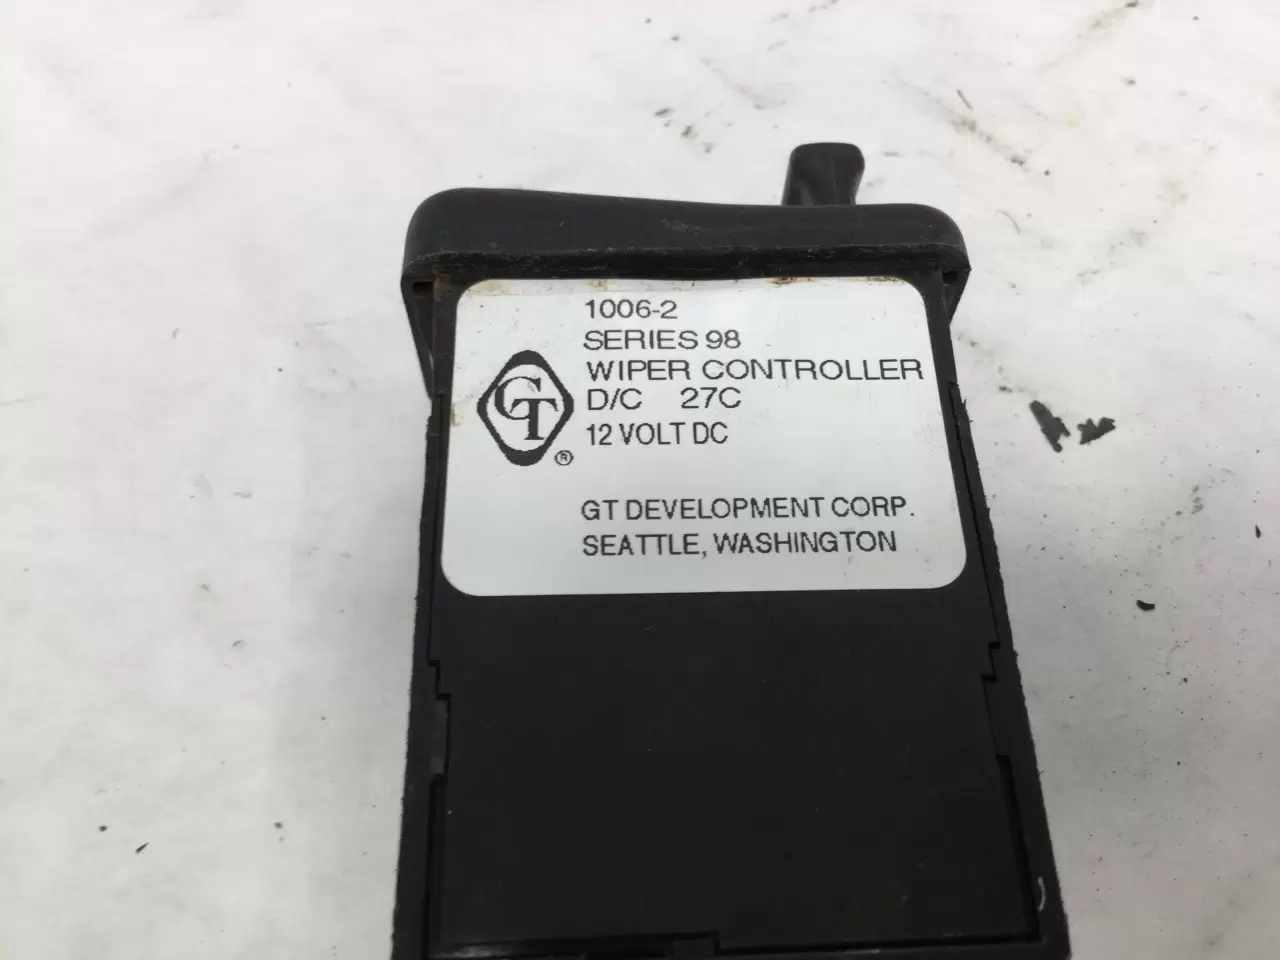 1006-2
SERIES 98
WIPER CONTROLLER
D/C 27C
12 VOLT DC
GT
®
GT DEVELOPMENT CORP.
SEATTLE, WASHINGTON